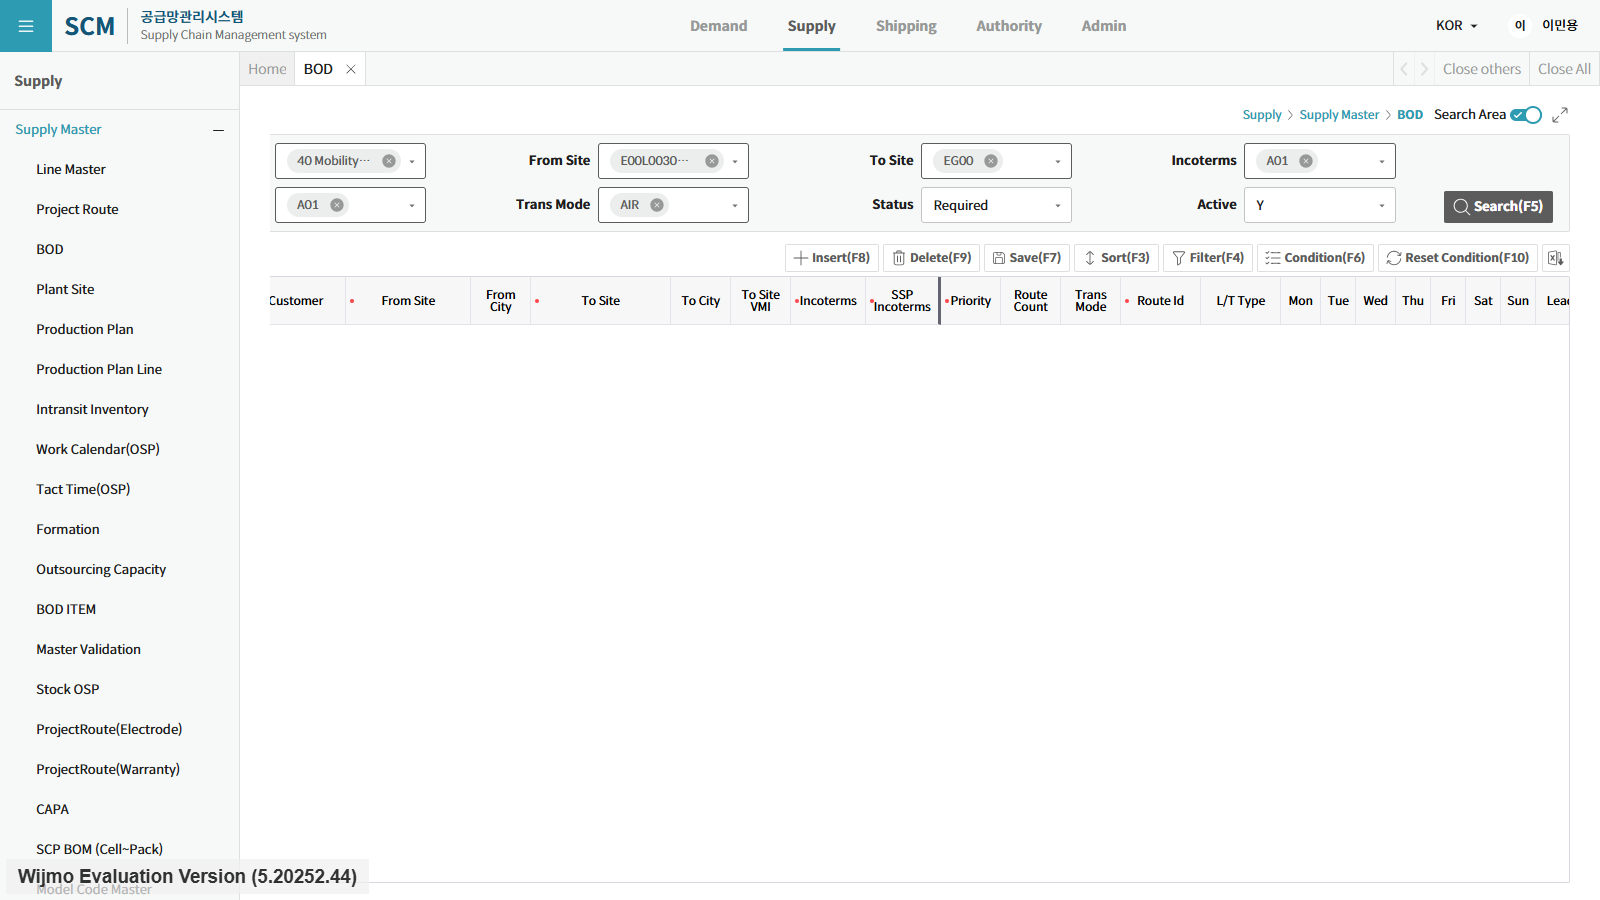 SCM
공급망관리시스템
Supply Chain Management system
Demand
Supply
Shipping
Authority
Admin
KOR
이
이민용
Supply
Home
BOD
Close others
Close All
Supply Master
Line Master
Project Route
BOD
Plant Site
Production Plan
Production Plan Line
Intransit Inventory
Work Calendar(OSP)
Tact Time(OSP)
Formation
Outsourcing Capacity
BOD ITEM
Master Validation
Stock OSP
ProjectRoute(Electrode)
ProjectRoute(Warranty)
CAPA
SCP BOM (Cell~Pack)
Model Code Master
Wijmo Evaluation Version (5.20252.44)
Supply > Supply Master > BOD
Search Area
40 Mobility···
From Site
E00L0030···
To Site
EG00
Incoterms
A01
A01
Trans Mode
AIR
Status
Required
Active
Y
Search(F5)
Insert(F8)
Delete(F9)
Save(F7)
Sort(F3)
Filter(F4)
Condition(F6)
Reset Condition(F10)
Customer
From Site
From
City
To Site
To City
To Site
VMI
Incoterms
SSP
Incoterms
Priority
Route
Count
Trans
Mode
Route Id
L/T Type
Mon
Tue
Wed
Thu
Fri
Sat
Sun